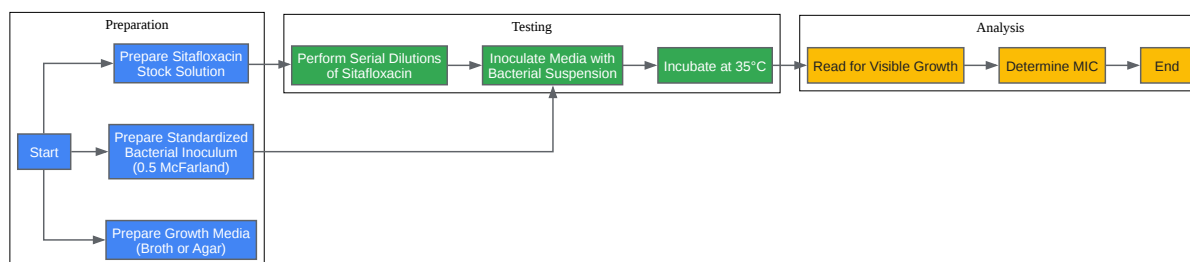 Preparation
Start
Prepare Sitafloxacin
Stock Solution
Prepare Standardized
Bacterial Inoculum
(0.5 McFarland)
Prepare Growth Media
(Broth or Agar)
Testing
Perform Serial Dilutions
of Sitafloxacin
Inoculate Media with
Bacterial Suspension
Incubate at 35°C
Analysis
Read for Visible Growth
Determine MIC
End